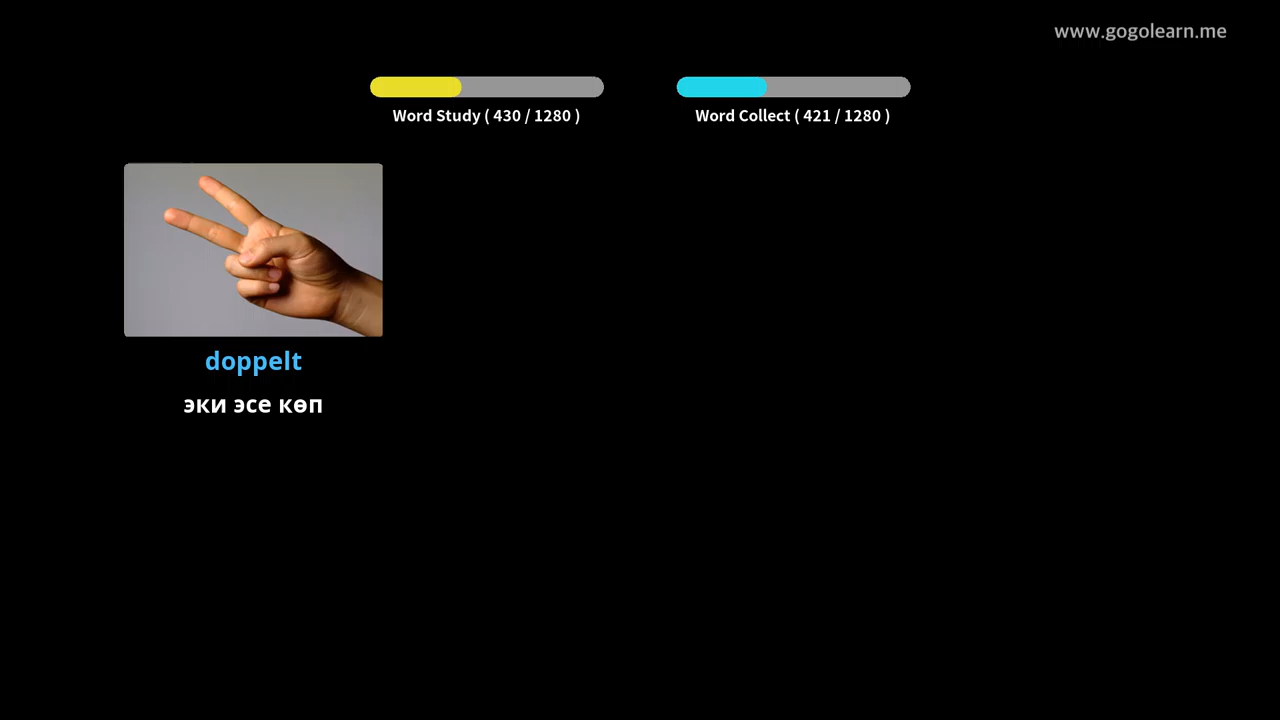 www.gogolearn.me
Word Study ( 430 / 1280 )
Word Collect ( 421 / 1280 )
doppelt
эки эсе көп